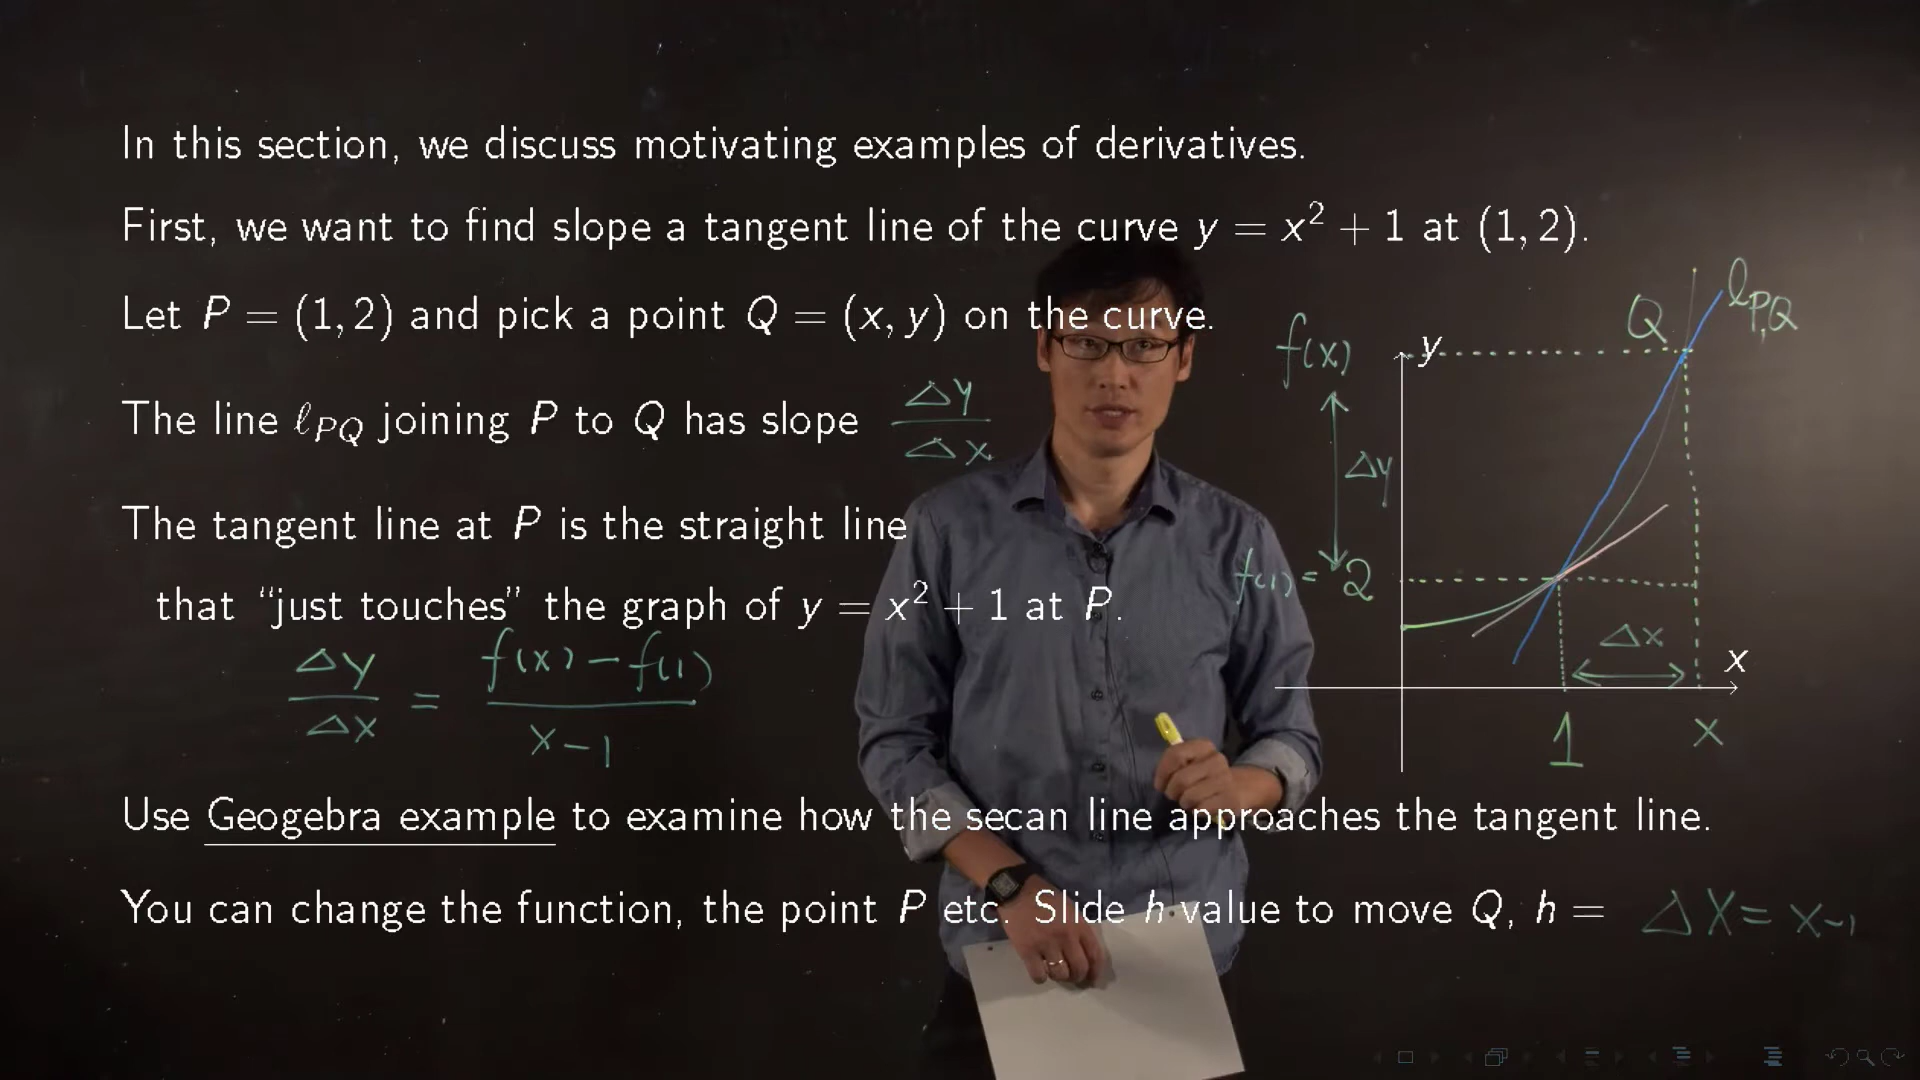 In this section, we discuss motivating examples of derivatives.
First, we want to find slope a tangent line of the curve y = x² + 1 at (1, 2).
Let P = (1, 2) and pick a point Q = (x, y) on the curve.
The line ℓ_PQ joining P to Q has slope Δy/Δx
The tangent line at P is the straight line
that “just touches” the graph of y = x² + 1 at P.
Δy/Δx = (f(x) − f(1))/(x − 1)
Use Geogebra example to examine how the secan line approaches the tangent line.
You can change the function, the point P etc. Slide h value to move Q, h = Δx = x-1
Q ℓ_P,Q
f(x) y
Δy
f(1) = 2
Δx
x
1 x